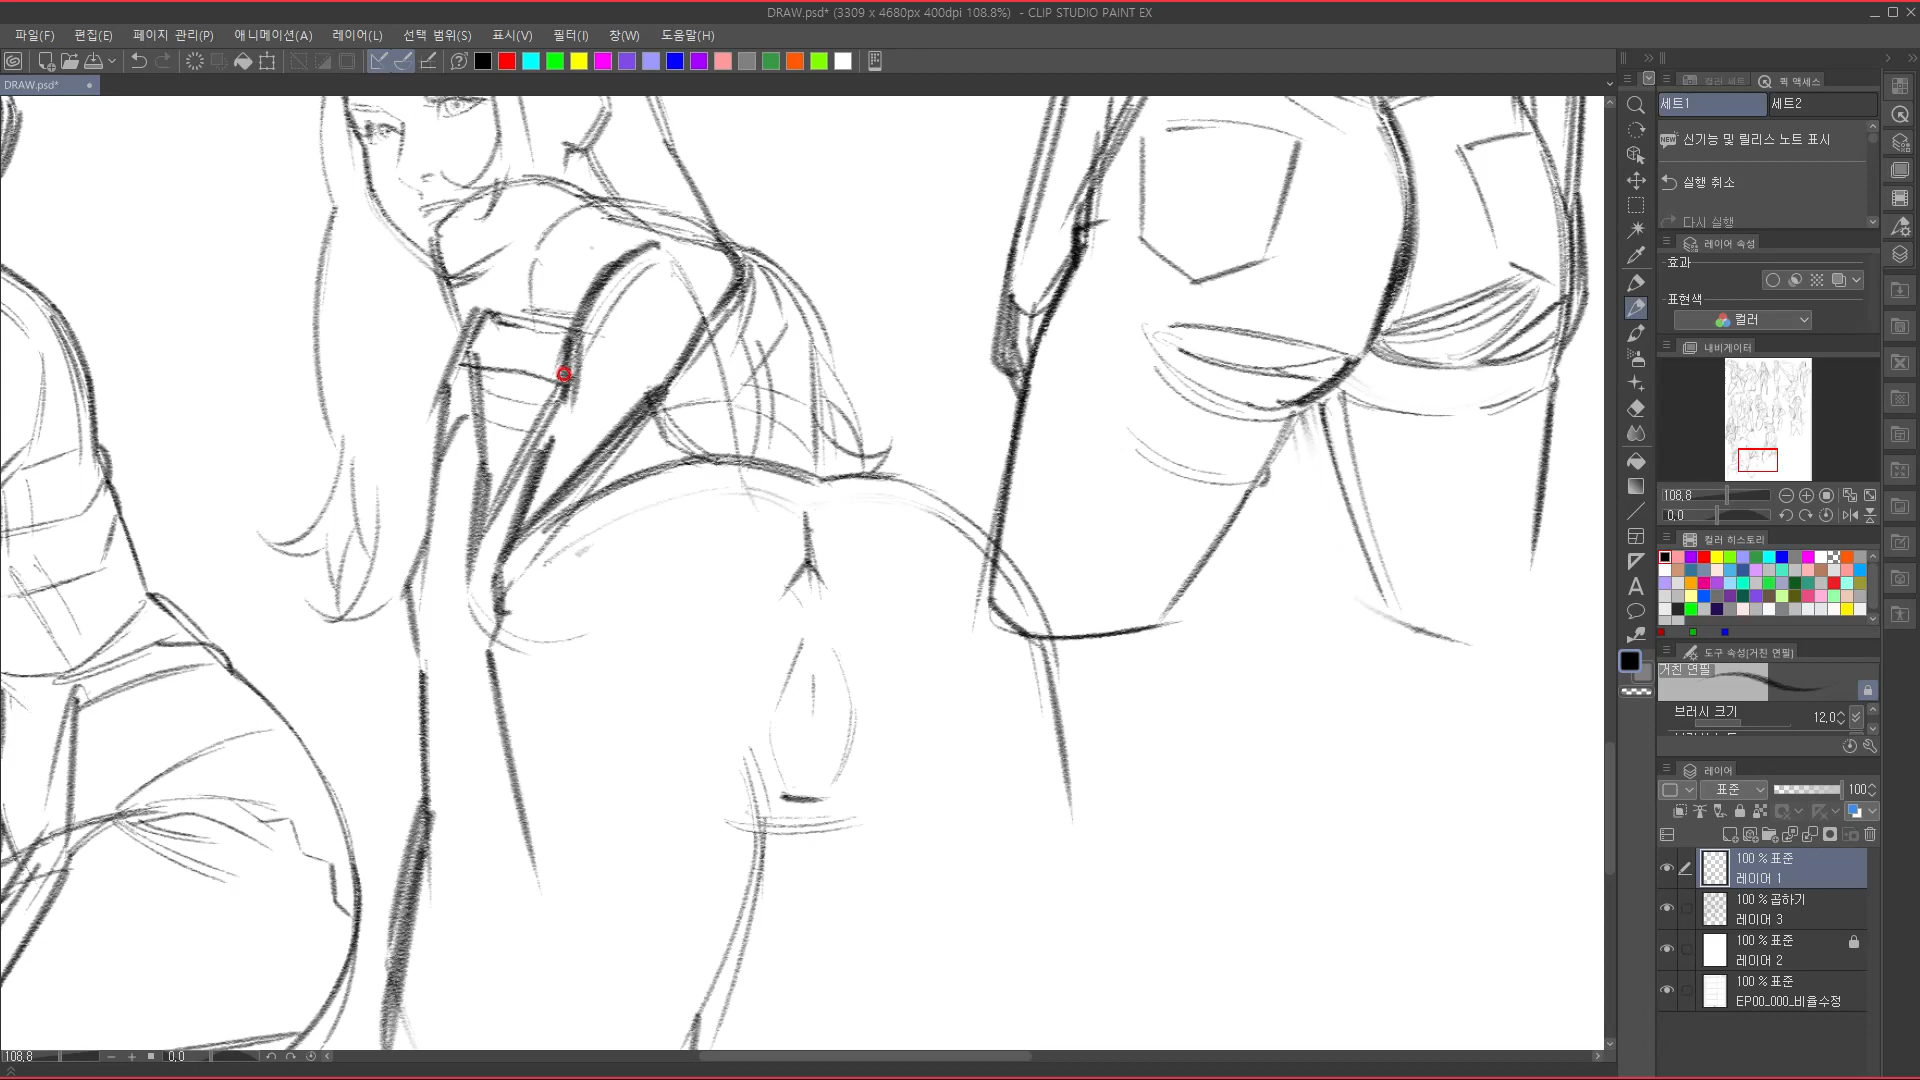 DRAW.psd* (3309 x 4680px 400dpi 108.8%)  - CLIP STUDIO PAINT EX
파일(F) 편집(E) 페이지 관리(P) 애니메이션(A) 레이어(L) 선택 범위(S) 표시(V) 필터(I) 창(W) 도움말(H)
DRAW.psd*
컬러 세트 퀵 액세스
세트1 세트2
신기능 및 릴리스 노트 표시
실행 취소
다시 실행
레이어 속성
효과
표현색
컬러
내비게이터
108.8
0.0
컬러 히스토리
도구 속성(거친 연필)
거친 연필
브러시 크기 12.0
레이어
표준 100
100 % 표준
레이어 1
100 % 곱하기
레이어 3
100 % 표준
레이어 2
100 % 표준
EP00_000_비율수정
108.8 0.0